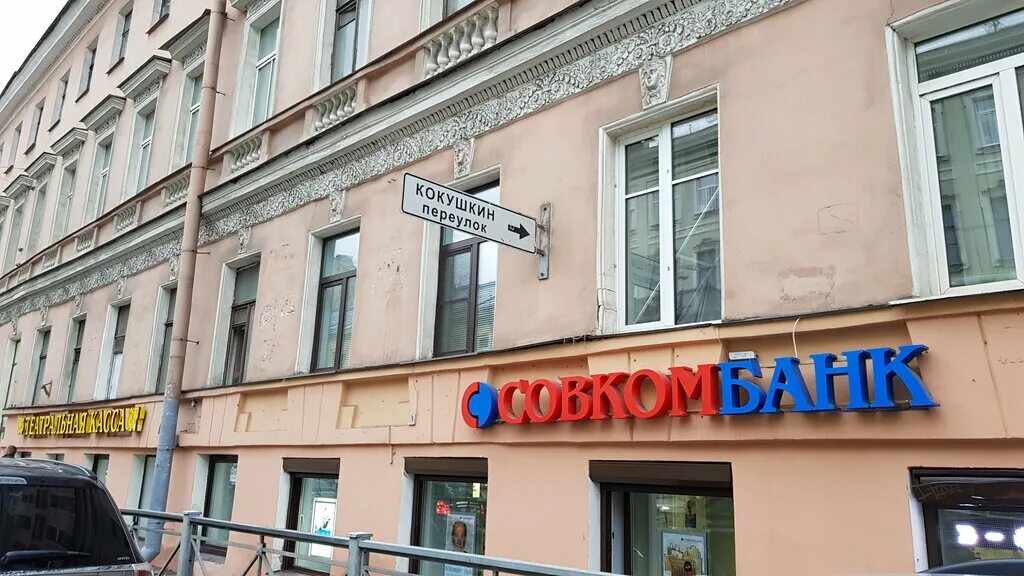 КОКУШКИН
переулок
СОВКОМБАНК
ТЕАТРАЛЬНАЯ КАССА